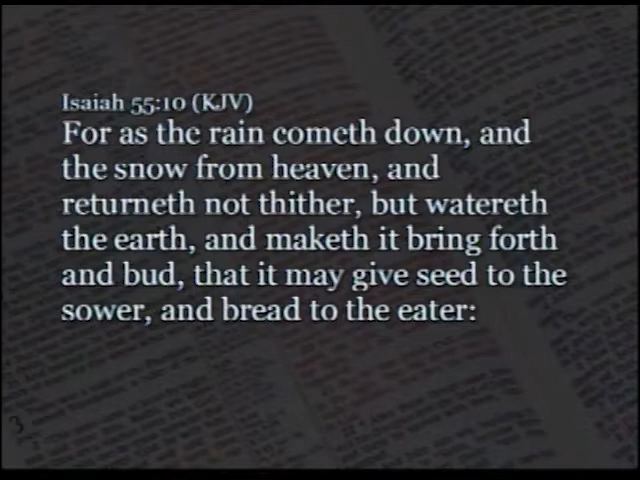 Isaiah 55:10 (KJV)
For as the rain cometh down, and
the snow from heaven, and
returneth not thither, but watereth
the earth, and maketh it bring forth
and bud, that it may give seed to the
sower, and bread to the eater:
3